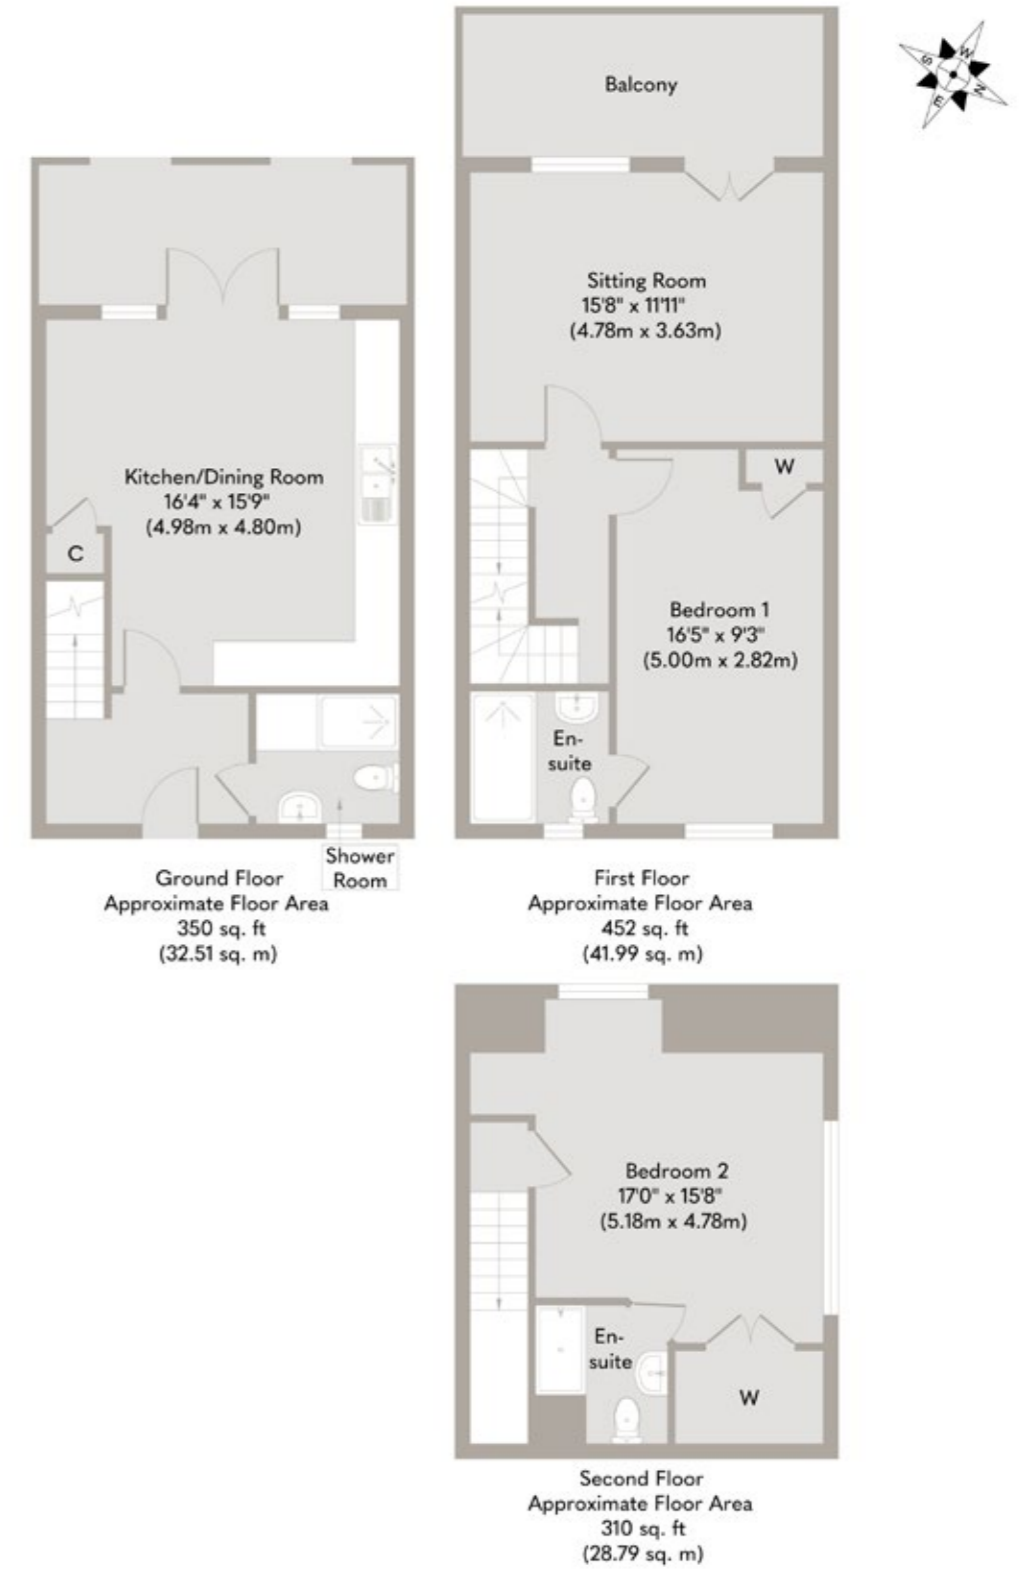 Balcony
S
W
E
N
Sitting Room
15'8" x 11'11"
(4.78m x 3.63m)
Kitchen/Dining Room
16'4" x 15'9"
(4.98m x 4.80m)
C
W
Bedroom 1
16'5" x 9'3"
(5.00m x 2.82m)
En-
suite
Shower
Room
Ground Floor
Approximate Floor Area
350 sq. ft
(32.51 sq. m)
First Floor
Approximate Floor Area
452 sq. ft
(41.99 sq. m)
Bedroom 2
17'0" x 15'8"
(5.18m x 4.78m)
En-
suite
W
Second Floor
Approximate Floor Area
310 sq. ft
(28.79 sq. m)